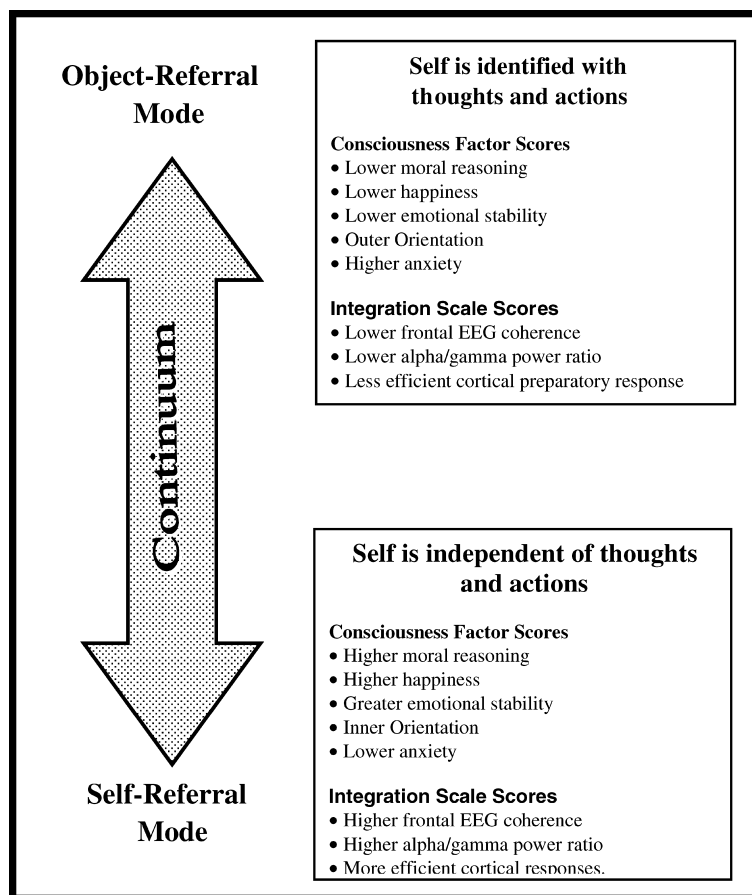 Object-Referral
Mode
Self is identified with
thoughts and actions
Consciousness Factor Scores
• Lower moral reasoning
• Lower happiness
• Lower emotional stability
• Outer Orientation
• Higher anxiety
Integration Scale Scores
• Lower frontal EEG coherence
• Lower alpha/gamma power ratio
• Less efficient cortical preparatory response
Continuum
Self is independent of thoughts
and actions
Consciousness Factor Scores
• Higher moral reasoning
• Higher happiness
• Greater emotional stability
• Inner Orientation
• Lower anxiety
Integration Scale Scores
• Higher frontal EEG coherence
• Higher alpha/gamma power ratio
• More efficient cortical responses.
Self-Referral
Mode